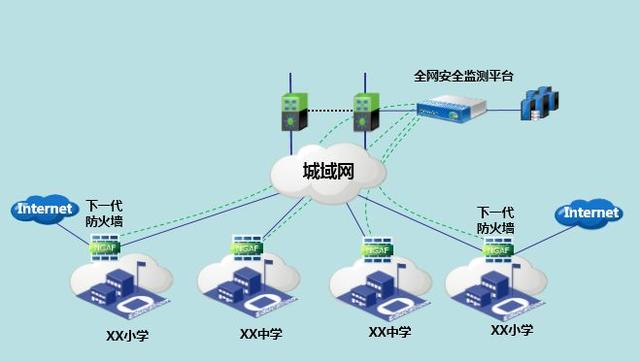 全网安全监测平台
城域网
Internet
下一代
防火墙
下一代
防火墙
Internet
NGAF
NGAF
NGAF
NGAF
XX小学
XX中学
XX中学
XX小学